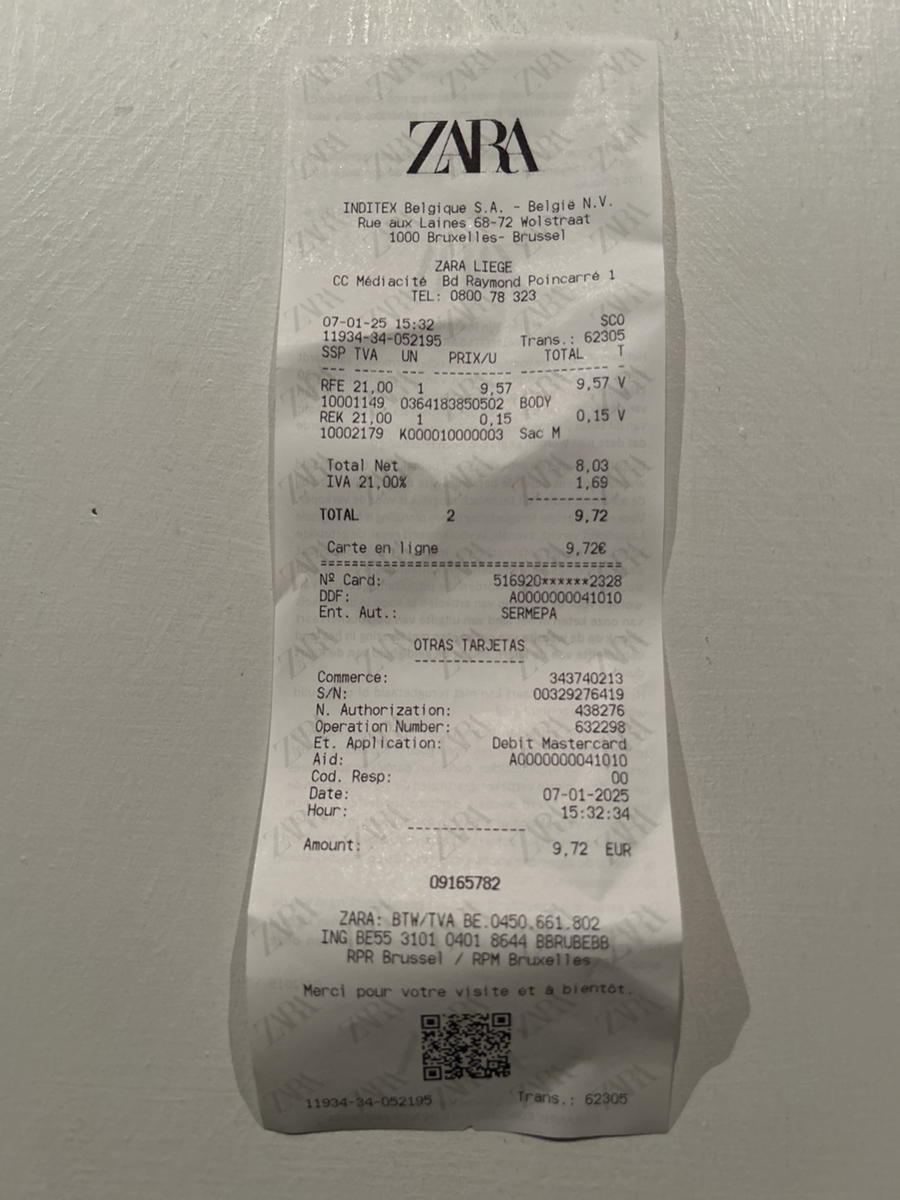 ZARA
INDITEX Belgique S.A. - België N.V.
Rue aux Laines 68-72 Wolstraat
1000 Bruxelles- Brussel
ZARA LIEGE
CC Médiacité Bd Raymond Poincarré 1
TEL: 0800 78 323
07-01-25 15:32 SCO
11934-34-052195 Trans.: 62305
SSP TVA UN PRIX/U TOTAL T
--- ----- --- ---------- ----------- -
RFE 21,00 1 9,57 9,57 V
10001149 0364183850502 BODY
REK 21,00 1 0,15 0,15 V
10002179 K000010000003 Sac M
Total Net 8,03
IVA 21,00% 1,69
----------
TOTAL 2 9,72
Carte en ligne 9,72€
======================================
Nº Card: 516920******2328
DDF: A0000000041010
Ent. Aut.: SERMEPA
OTRAS TARJETAS
--------------
Commerce: 343740213
S/N: 00329276419
N. Authorization: 438276
Operation Number: 632298
Et. Application: Debit Mastercard
Aid: A0000000041010
Cod. Resp: 00
Date: 07-01-2025
Hour: 15:32:34
--------------
Amount: 9,72 EUR
09165782
ZARA: BTW/TVA BE.0450.661.802
ING BE55 3101 0401 8644 BBRUBEBB
RPR Brussel / RPM Bruxelles
Merci pour votre visite et à bientôt.
11934-34-052195 Trans.: 62305